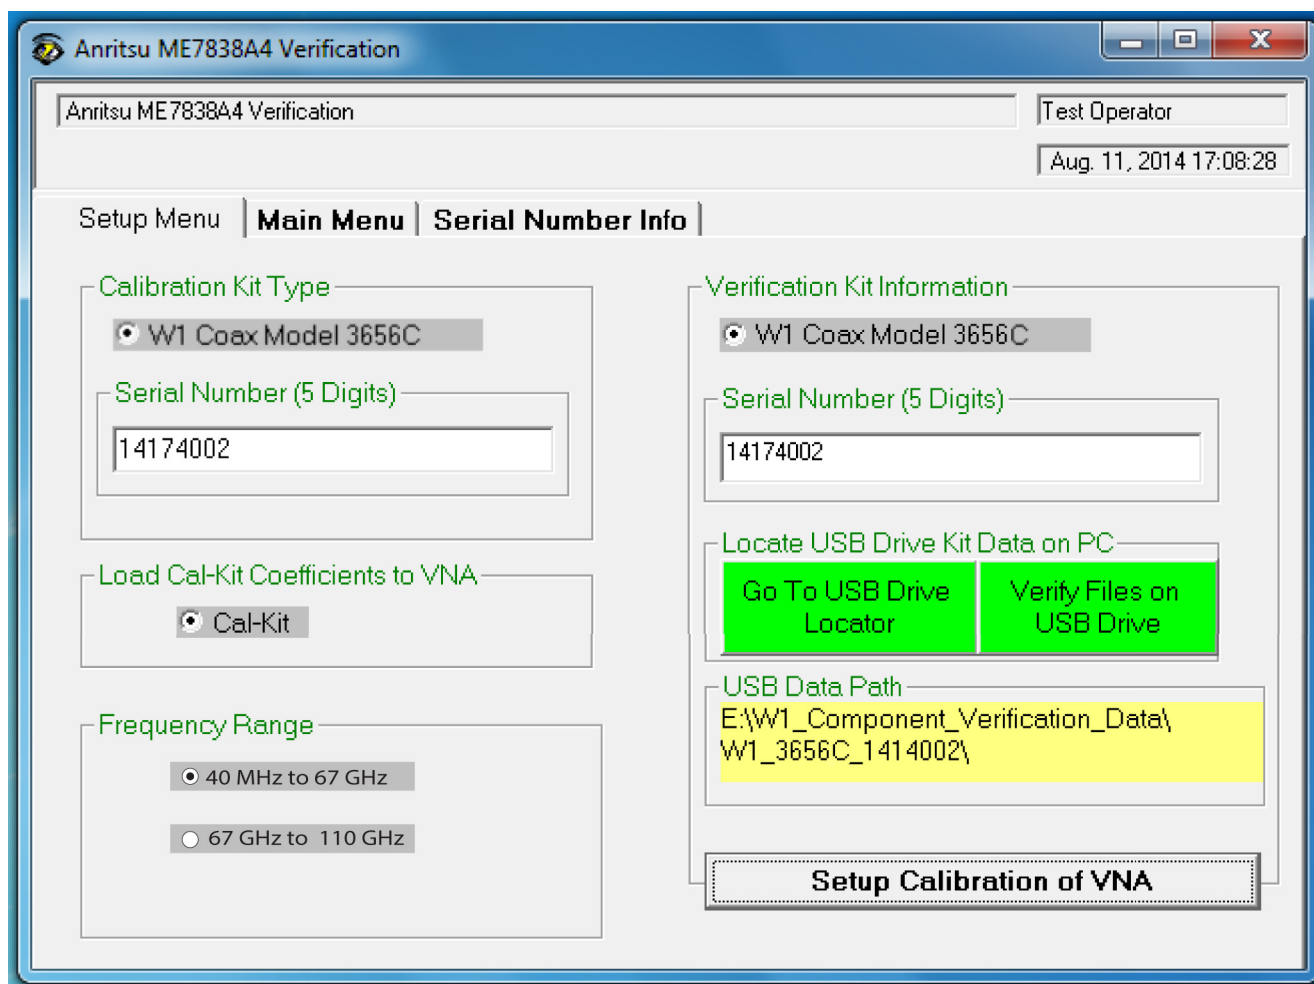 Anritsu ME7838A4 Verification
Anritsu ME7838A4 Verification
Test Operator
Aug. 11, 2014 17:08:28
Setup Menu
Main Menu
Serial Number Info
Calibration Kit Type
W1 Coax Model 3656C
Serial Number (5 Digits)
14174002
Load Cal-Kit Coefficients to VNA
Cal-Kit
Frequency Range
40 MHz to 67 GHz
67 GHz to 110 GHz
Verification Kit Information
W1 Coax Model 3656C
Serial Number (5 Digits)
14174002
Locate USB Drive Kit Data on PC
Go To USB Drive
Locator
Verify Files on
USB Drive
USB Data Path
E:\W1_Component_Verification_Data\
W1_3656C_1414002\
Setup Calibration of VNA